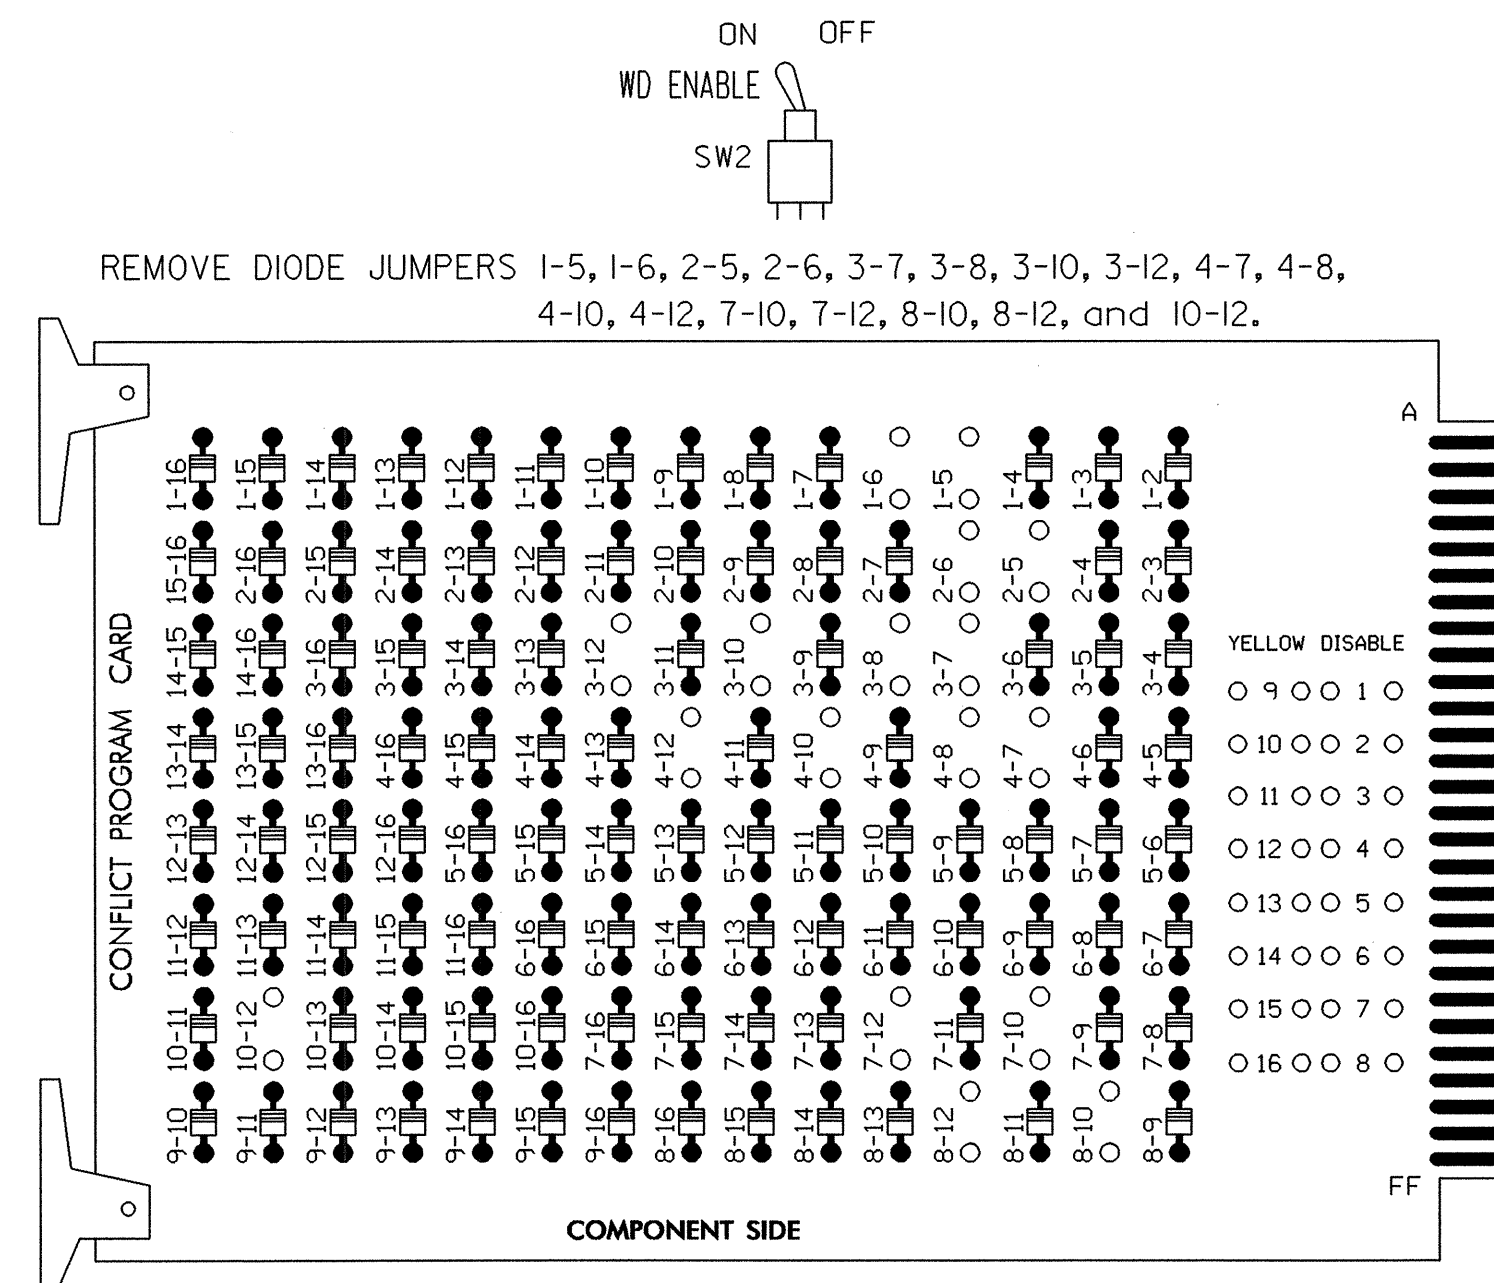 ON OFF
WD ENABLE
SW2
REMOVE DIODE JUMPERS 1-5, 1-6, 2-5, 2-6, 3-7, 3-8, 3-10, 3-12, 4-7, 4-8,
4-10, 4-12, 7-10, 7-12, 8-10, 8-12, and 10-12.
A
1-16 1-15 1-14 1-13 1-12 1-11 1-10 1-9 1-8 1-7 1-6 1-5 1-4 1-3 1-2
15-16 2-16 2-15 2-14 2-13 2-12 2-11 2-10 2-9 2-8 2-7 2-6 2-5 2-4 2-3
14-15 14-16 3-16 3-15 3-14 3-13 3-12 3-11 3-10 3-9 3-8 3-7 3-6 3-5 3-4
13-14 13-15 13-16 4-16 4-15 4-14 4-13 4-12 4-11 4-10 4-9 4-8 4-7 4-6 4-5
12-13 12-14 12-15 12-16 5-16 5-15 5-14 5-13 5-12 5-11 5-10 5-9 5-8 5-7 5-6
11-12 11-13 11-14 11-15 11-16 6-16 6-15 6-14 6-13 6-12 6-11 6-10 6-9 6-8 6-7
10-11 10-12 10-13 10-14 10-15 10-16 7-16 7-15 7-14 7-13 7-12 7-11 7-10 7-9 7-8
9-10 9-11 9-12 9-13 9-14 9-15 9-16 8-16 8-15 8-14 8-13 8-12 8-11 8-10 8-9
CONFLICT PROGRAM CARD
YELLOW DISABLE
9 1
10 2
11 3
12 4
13 5
14 6
15 7
16 8
FF
COMPONENT SIDE